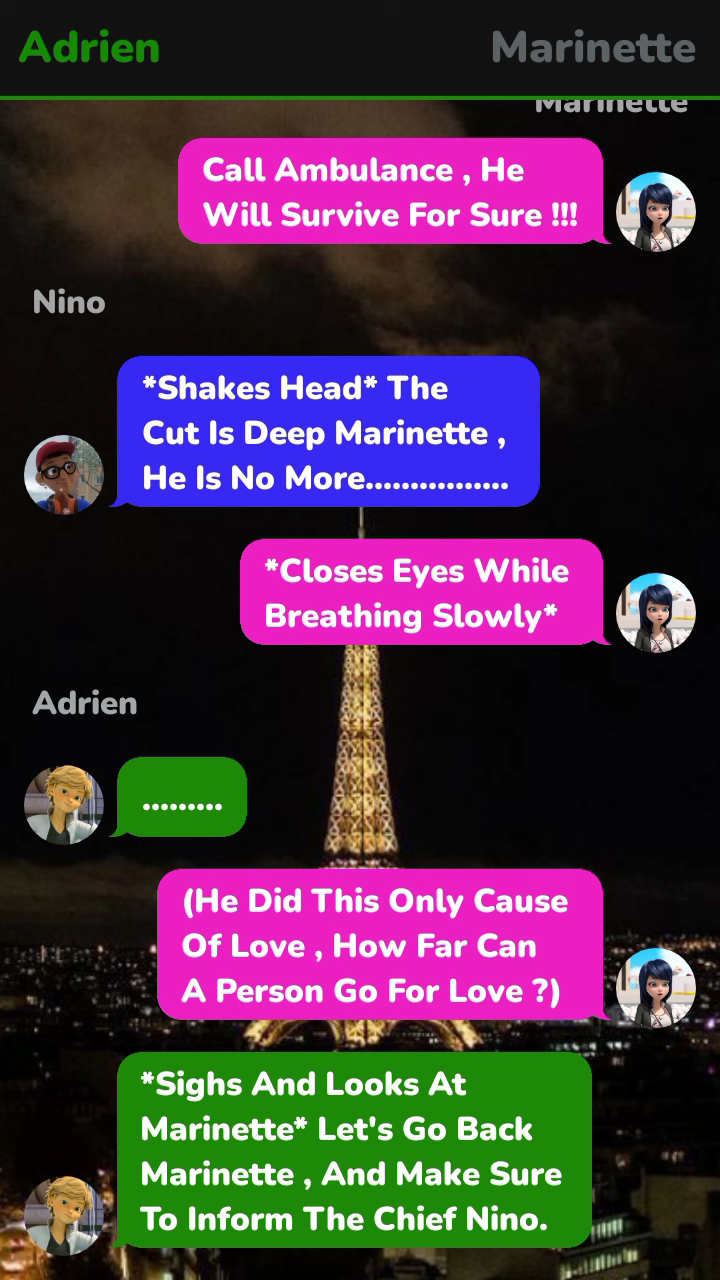 Adrien Marinette
Marinette
Call Ambulance , He
Will Survive For Sure !!!
Nino
*Shakes Head* The
Cut Is Deep Marinette ,
He Is No More................
*Closes Eyes While
Breathing Slowly*
Adrien
.........
(He Did This Only Cause
Of Love , How Far Can
A Person Go For Love ?)
*Sighs And Looks At
Marinette* Let's Go Back
Marinette , And Make Sure
To Inform The Chief Nino.